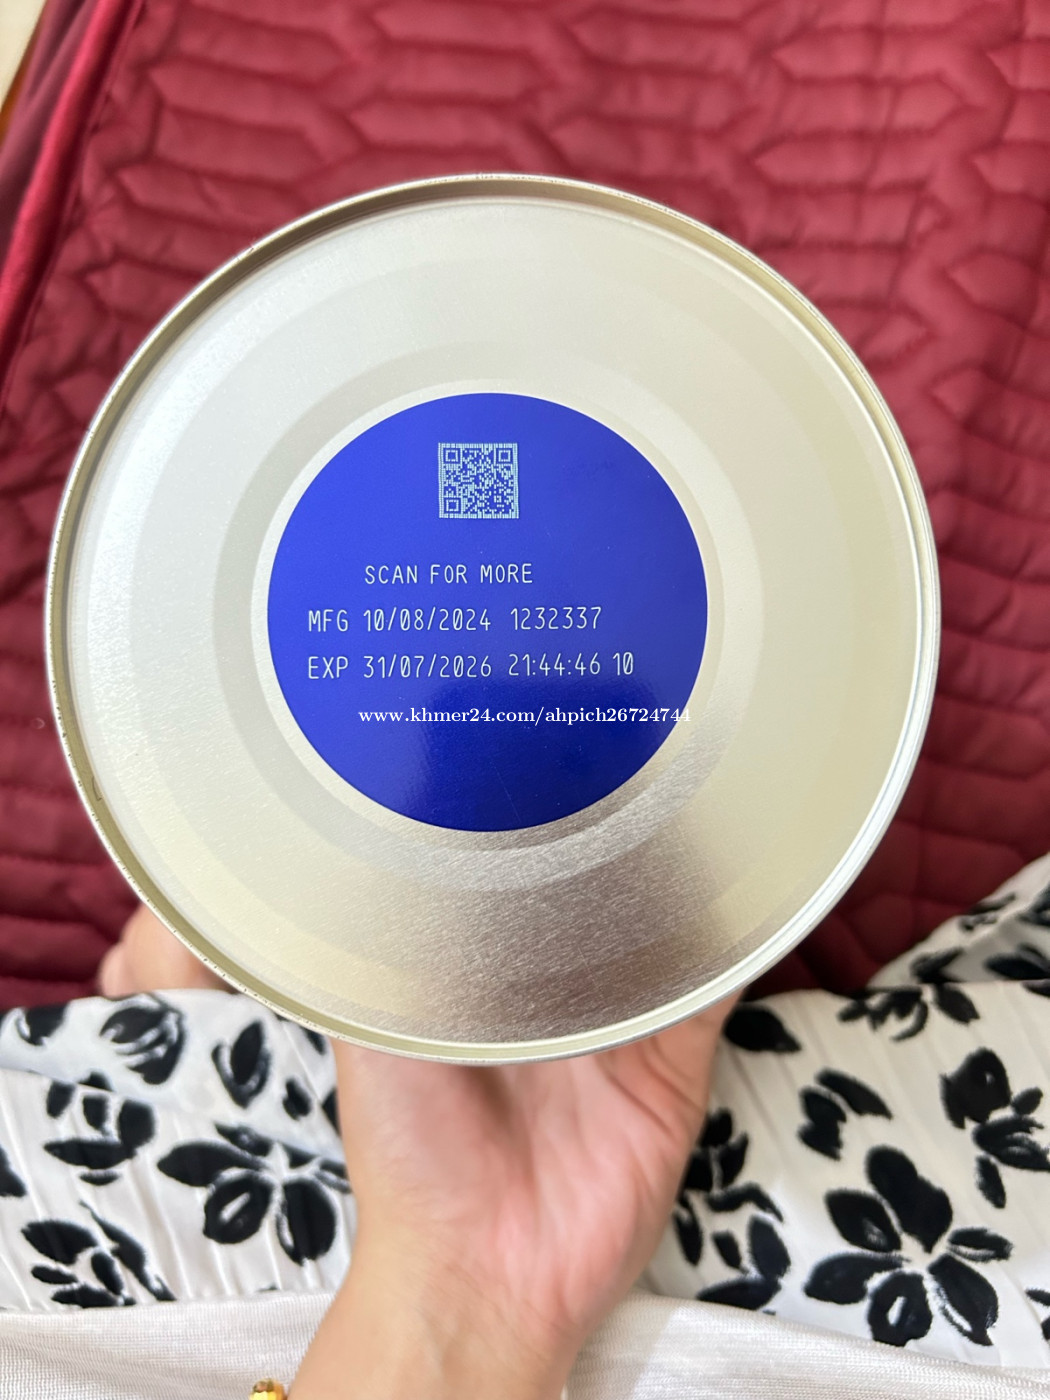 SCAN FOR MORE
MFG 10/08/2024 1232337
EXP 31/07/2026 21:44:46 10
www.khmer24.com/ahpich26724744